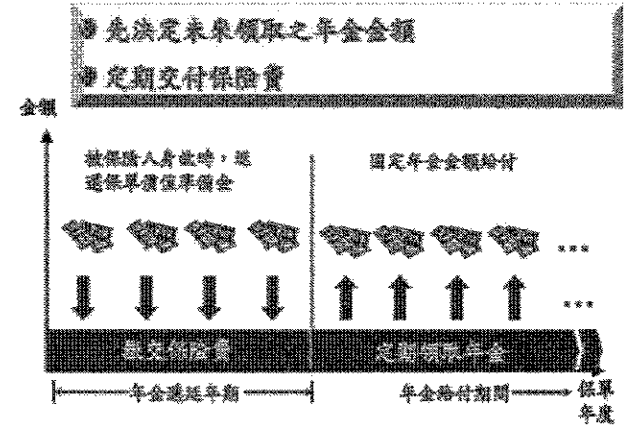 先決定未來領取之年金金額
定期交付保險費
金額
被保險人身故時，退
還保單價值準備金
固定年金金額給付
繳交保險費
定期領取年金
年金遞延年期
年金給付期間
保單
年度